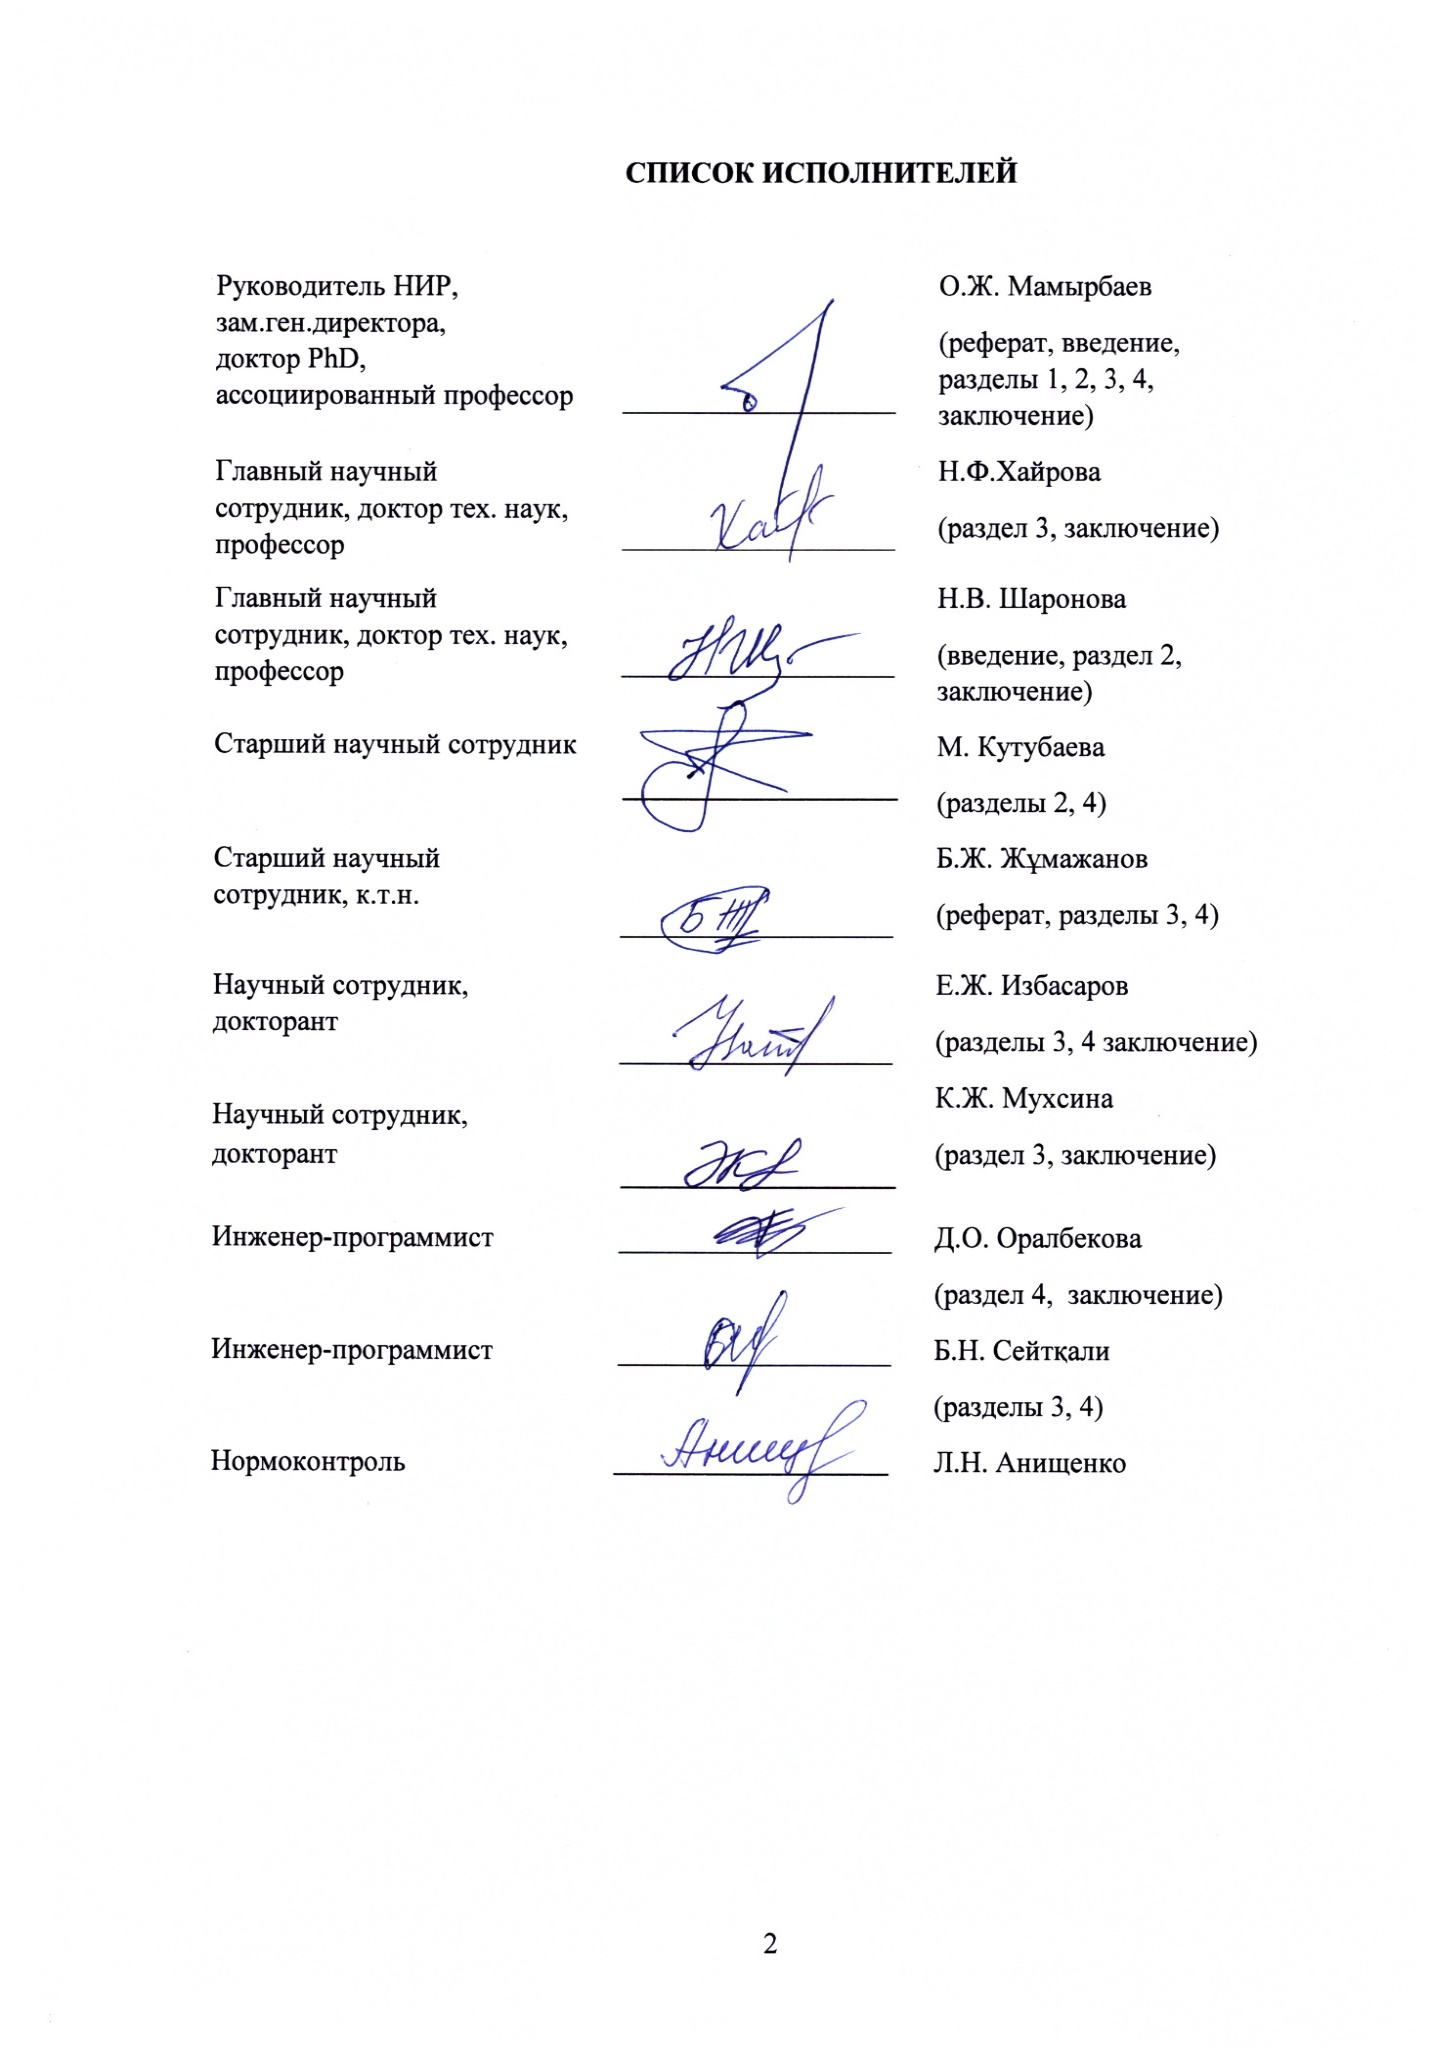 СПИСОК ИСПОЛНИТЕЛЕЙ
Руководитель НИР,
зам.ген.директора,
доктор PhD,
ассоциированный профессор
О.Ж. Мамырбаев
(реферат, введение,
разделы 1, 2, 3, 4,
заключение)
Главный научный
сотрудник, доктор тех. наук,
профессор
Н.Ф.Хайрова
(раздел 3, заключение)
Главный научный
сотрудник, доктор тех. наук,
профессор
Н.В. Шаронова
(введение, раздел 2,
заключение)
Старший научный сотрудник
М. Кутубаева
(разделы 2, 4)
Старший научный
сотрудник, к.т.н.
Б.Ж. Жұмажанов
(реферат, разделы 3, 4)
Научный сотрудник,
докторант
Е.Ж. Избасаров
(разделы 3, 4 заключение)
Научный сотрудник,
докторант
К.Ж. Мухсина
(раздел 3, заключение)
Инженер-программист
Д.О. Оралбекова
(раздел 4, заключение)
Инженер-программист
Б.Н. Сейтқали
(разделы 3, 4)
Нормоконтроль
Л.Н. Анищенко
2